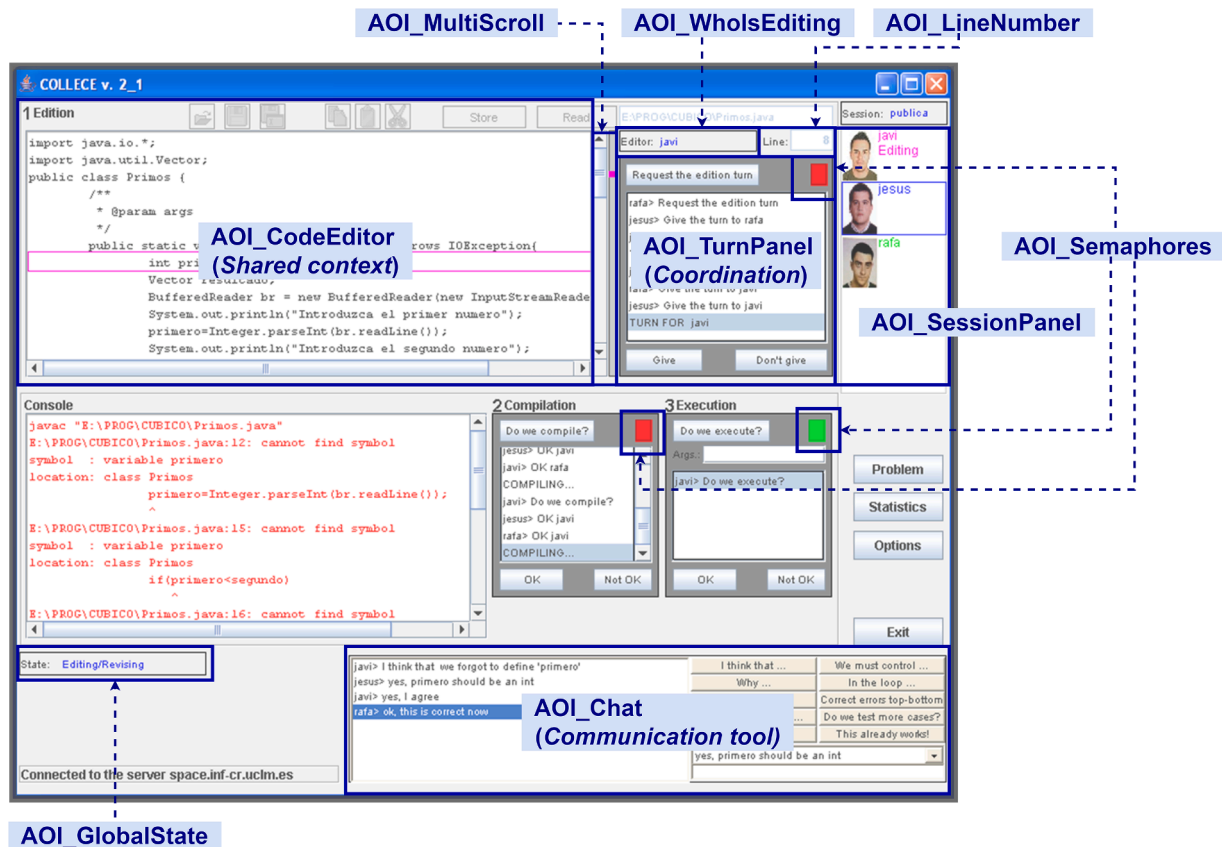 AOI_MultiScroll
AOI_WhoIsEditing
AOI_LineNumber
COLLECE v. 2_1
1 Edition
Store
Read
E:\PROG\CUBICO\Primos.java
Session: publica
import java.io.*;
import java.util.Vector;
public class Primos {
/**
* @param args
*/
public static
rows IOException{
int pri
Vector resultado;
BufferedReader br = new BufferedReader(new InputStreamReade
System.out.println("Introduzca el primer numero");
primero=Integer.parseInt(br.readLine());
System.out.println("Introduzca el segundo numero");
AOI_CodeEditor
(Shared context)
Editor: javi
Line: 8
Request the edition turn
rafa> Request the edition turn
jesus> Give the turn to rafa
rafa> Give the turn to javi
jesus> Give the turn to javi
TURN FOR javi
Give
Don't give
AOI_TurnPanel
(Coordination)
javi
Editing
jesus
rafa
AOI_Semaphores
AOI_SessionPanel
Console
javac "E:\PROG\CUBICO\Primos.java"
E:\PROG\CUBICO\Primos.java:12: cannot find symbol
symbol : variable primero
location: class Primos
primero=Integer.parseInt(br.readLine());
^
E:\PROG\CUBICO\Primos.java:15: cannot find symbol
symbol : variable primero
location: class Primos
if(primero<segundo)
^
E:\PROG\CUBICO\Primos.java:16: cannot find symbol
2 Compilation
Do we compile?
jesus> OK javi
javi> OK rafa
COMPILING...
javi> Do we compile?
jesus> OK javi
rafa> OK javi
COMPILING...
OK
Not OK
3 Execution
Do we execute?
Args.:
javi> Do we execute?
OK
Not OK
Problem
Statistics
Options
Exit
State: Editing/Revising
javi> I think that we forgot to define 'primero'
jesus> yes, primero should be an int
javi> yes, I agree
rafa> ok, this is correct now
I think that ...
We must control ...
Why ...
In the loop ...
Correct errors top-bottom
...
Do we test more cases?
This already works!
yes, primero should be an int
AOI_Chat
(Communication tool)
Connected to the server space.inf-cr.uclm.es
AOI_GlobalState